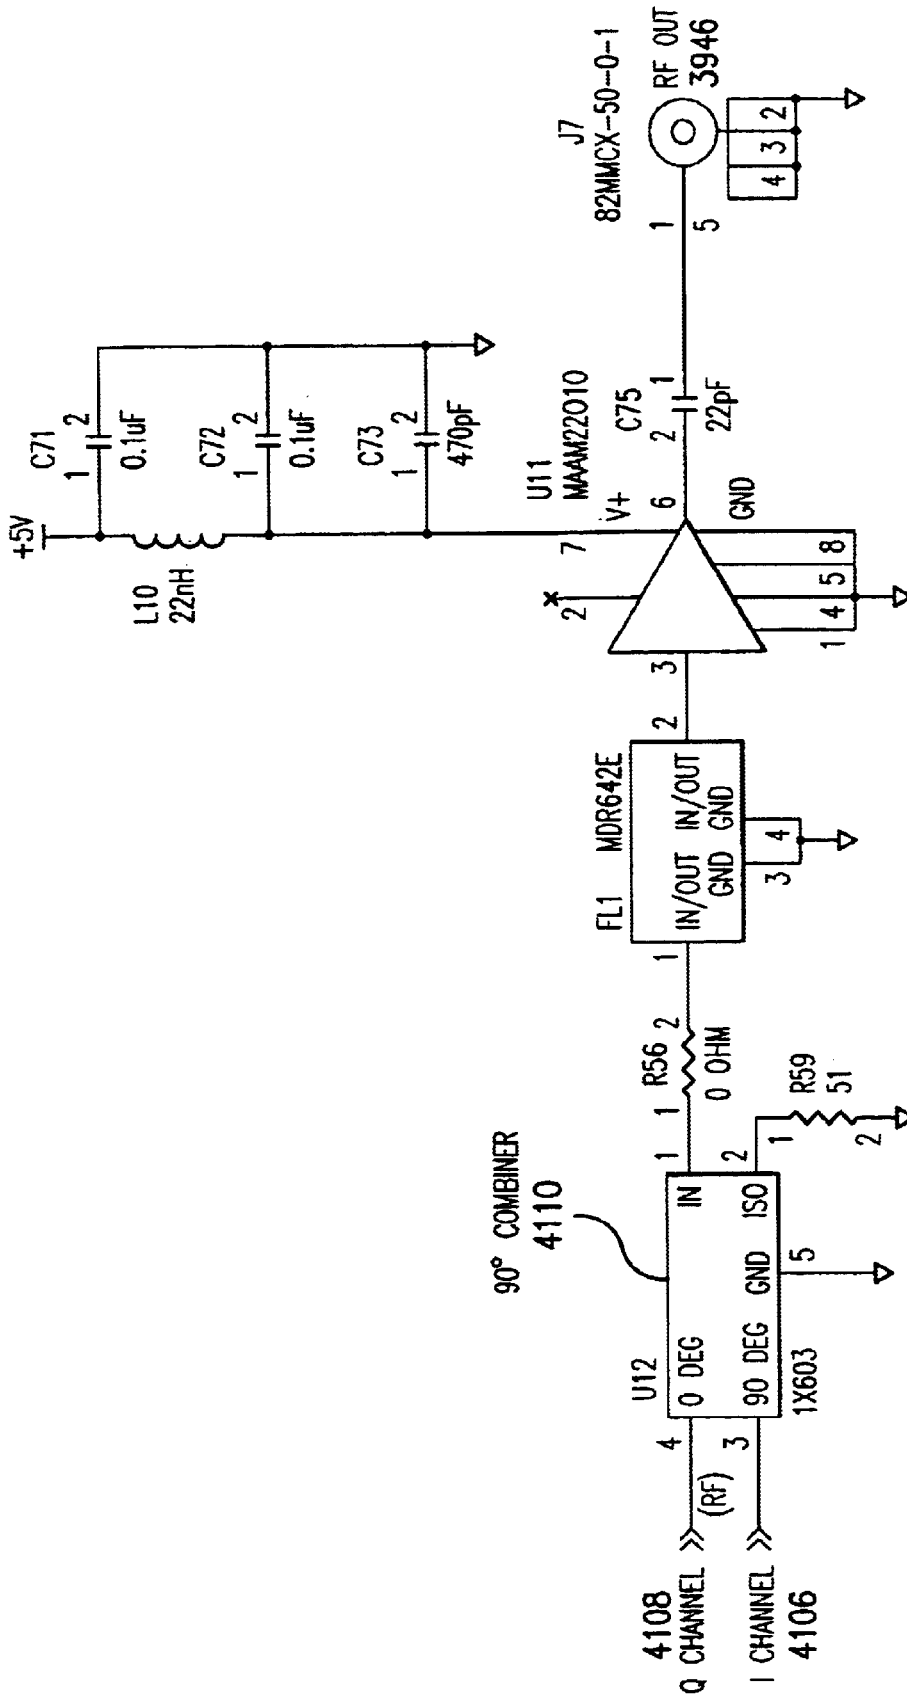 4108
Q CHANNEL
I CHANNEL
4106
(RF)
4
3
U12
0 DEG
90 DEG
IN
ISO
GND
5
1X603
90° COMBINER
4110
1
2
1
R56
2
0 OHM
1
R59
51
2
1
FL1
MDR642E
IN/OUT
IN/OUT
GND
GND
3
4
2
3
+5V
L10
22nH
C71
1
2
0.1uF
C72
1
2
0.1uF
C73
1
2
470pF
2
7
V+
U11
MAAM22010
6
GND
1
4
5
8
C75
2
1
22pF
1
5
J7
82MMCX-50-0-1
RF OUT
3946
4
3
2